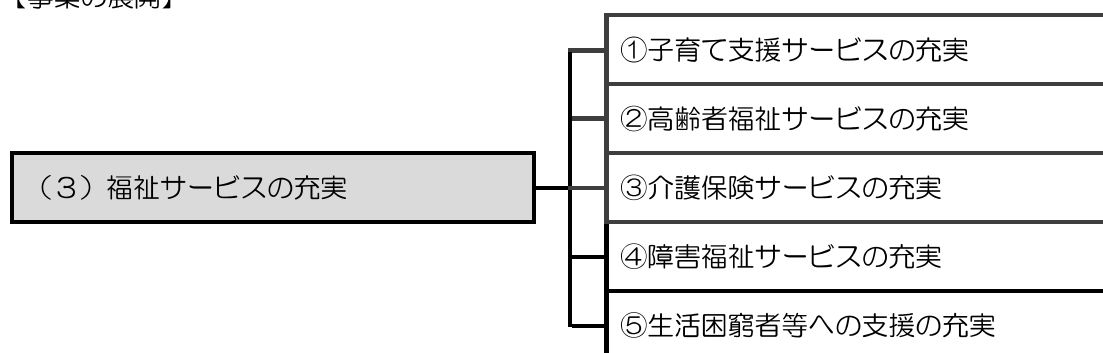 【事業の展開】
①子育て支援サービスの充実
②高齢者福祉サービスの充実
（３）福祉サービスの充実
③介護保険サービスの充実
④障害福祉サービスの充実
⑤生活困窮者等への支援の充実